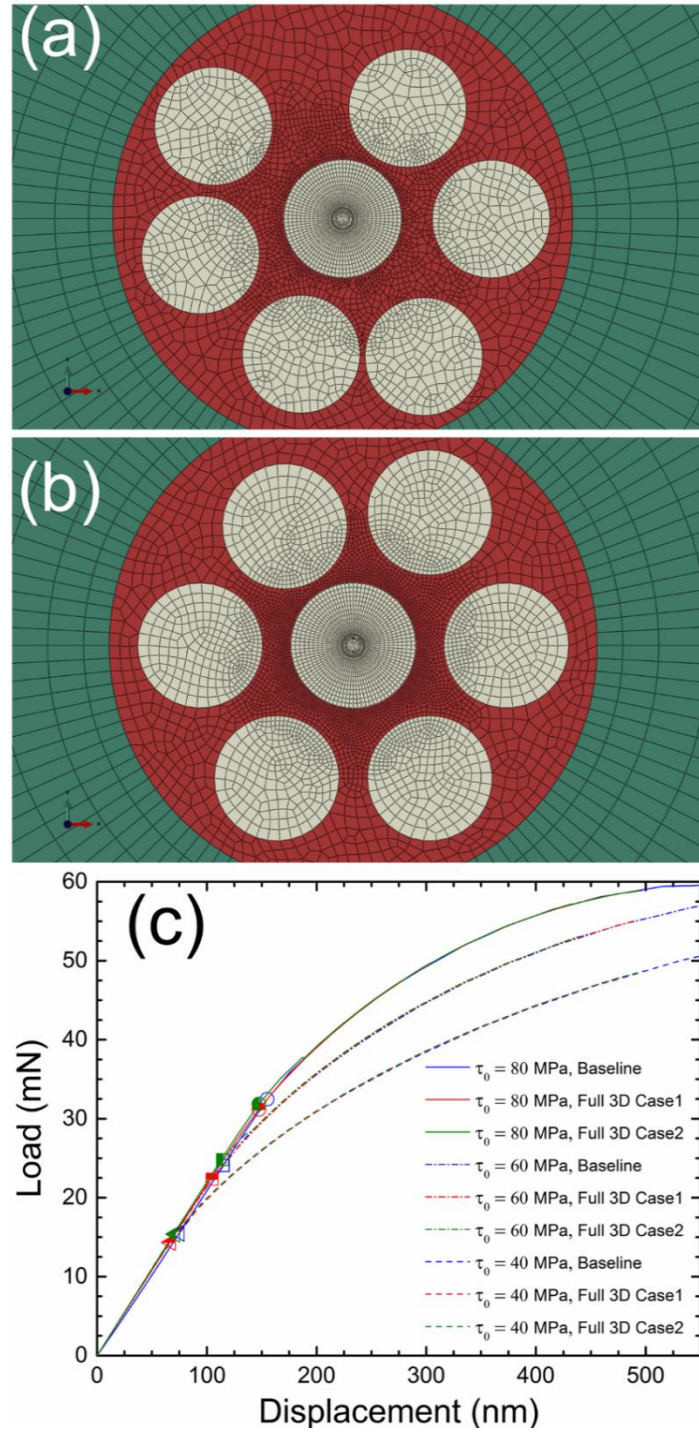 (a)
(b)
(c)
60
50
40
30
20
10
0
Load (mN)
τ0 = 80 MPa, Baseline
τ0 = 80 MPa, Full 3D Case1
τ0 = 80 MPa, Full 3D Case2
τ0 = 60 MPa, Baseline
τ0 = 60 MPa, Full 3D Case1
τ0 = 60 MPa, Full 3D Case2
τ0 = 40 MPa, Baseline
τ0 = 40 MPa, Full 3D Case1
τ0 = 40 MPa, Full 3D Case2
0 100 200 300 400 500
Displacement (nm)